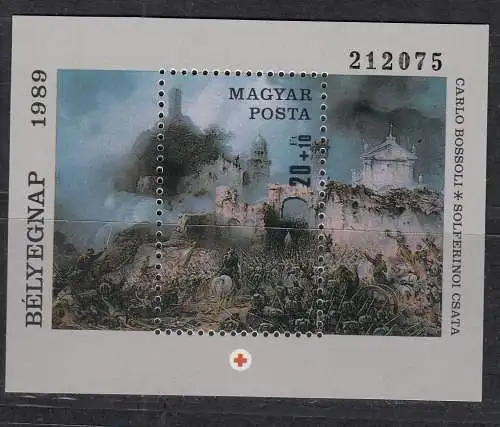 212075
MAGYAR
POSTA
20+10 Ft
BÉLYEGNAP 1989
CARLO BOSSOLI * SOLFERINOI CSATA